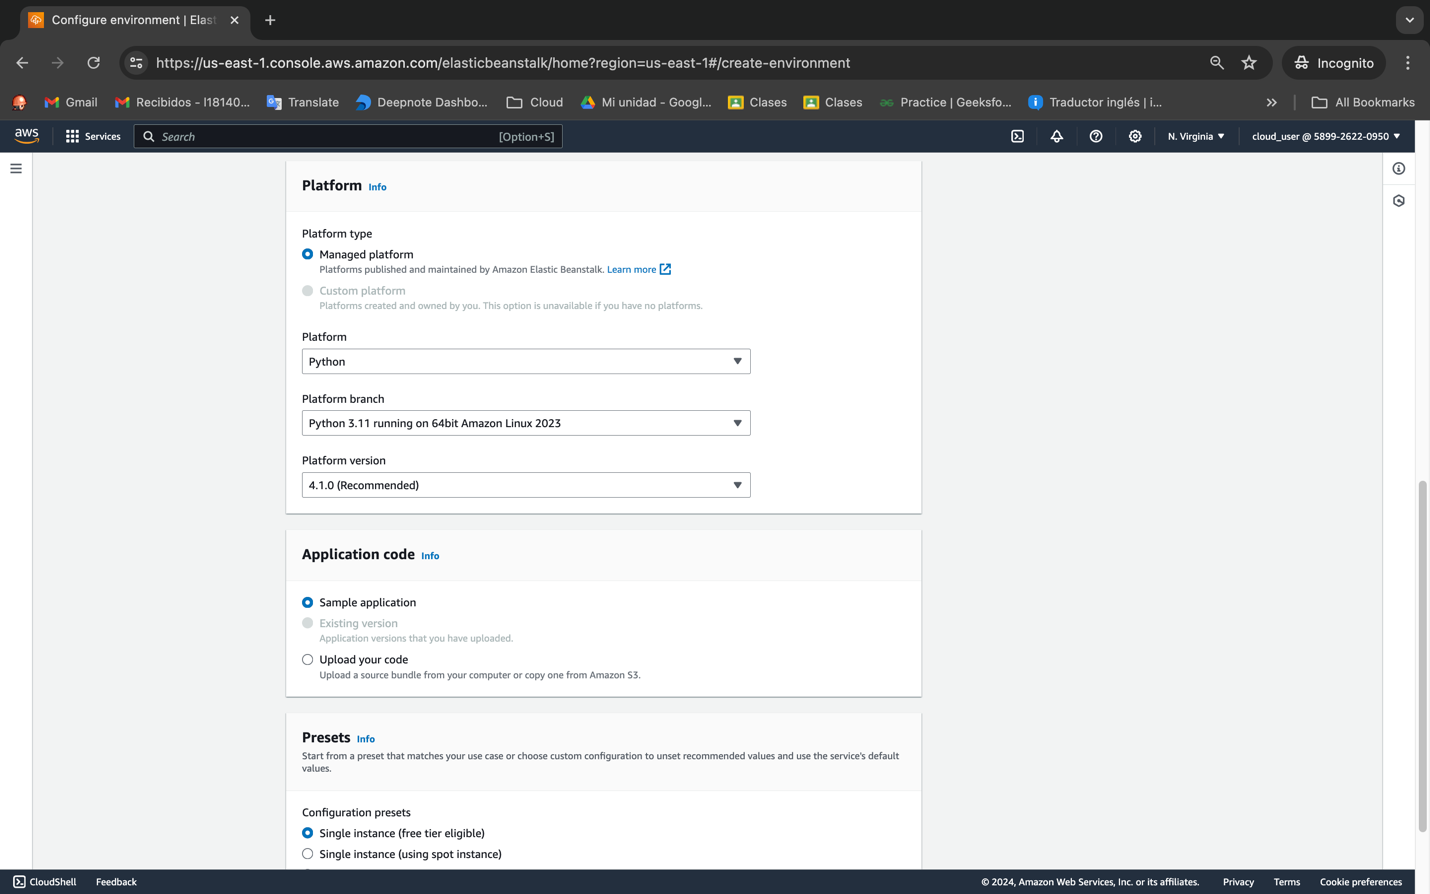 Configure environment | Elast
https://us-east-1.console.aws.amazon.com/elasticbeanstalk/home?region=us-east-1#/create-environment
Incognito
Gmail
Recibidos - l18140...
Translate
Deepnote Dashbo...
Cloud
Mi unidad - Googl...
Clases
Clases
Practice | Geeksfo...
Traductor inglés | i...
All Bookmarks
aws
Services
Search
[Option+S]
N. Virginia
cloud_user @ 5899-2622-0950
Platform Info
Platform type
Managed platform
Platforms published and maintained by Amazon Elastic Beanstalk. Learn more
Custom platform
Platforms created and owned by you. This option is unavailable if you have no platforms.
Platform
Python
Platform branch
Python 3.11 running on 64bit Amazon Linux 2023
Platform version
4.1.0 (Recommended)
Application code Info
Sample application
Existing version
Application versions that you have uploaded.
Upload your code
Upload a source bundle from your computer or copy one from Amazon S3.
Presets Info
Start from a preset that matches your use case or choose custom configuration to unset recommended values and use the service's default
values.
Configuration presets
Single instance (free tier eligible)
Single instance (using spot instance)
CloudShell
Feedback
© 2024, Amazon Web Services, Inc. or its affiliates.
Privacy
Terms
Cookie preferences